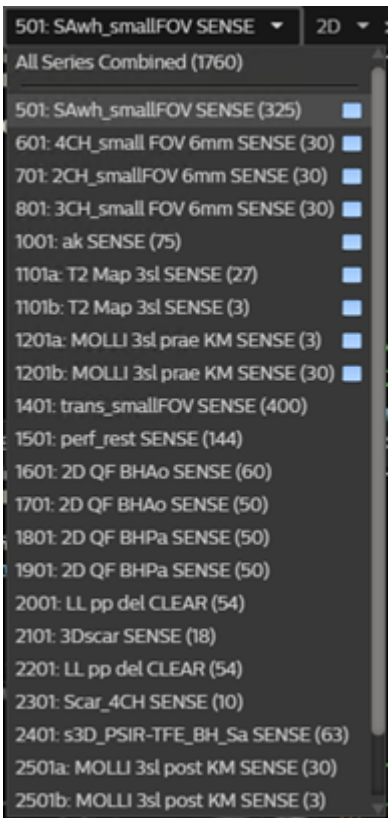 501: SAwh_smallFOV SENSE 2D
All Series Combined (1760)
501: SAwh_smallFOV SENSE (325)
601: 4CH_small FOV 6mm SENSE (30)
701: 2CH_smallFOV 6mm SENSE (30)
801: 3CH_small FOV 6mm SENSE (30)
1001: ak SENSE (75)
1101a: T2 Map 3sl SENSE (27)
1101b: T2 Map 3sl SENSE (3)
1201a: MOLLI 3sl prae KM SENSE (3)
1201b: MOLLI 3sl prae KM SENSE (30)
1401: trans_smallFOV SENSE (400)
1501: perf_rest SENSE (144)
1601: 2D QF BHAo SENSE (60)
1701: 2D QF BHAo SENSE (50)
1801: 2D QF BHPa SENSE (50)
1901: 2D QF BHPa SENSE (50)
2001: LL pp del CLEAR (54)
2101: 3Dscar SENSE (18)
2201: LL pp del CLEAR (54)
2301: Scar_4CH SENSE (10)
2401: s3D_PSIR-TFE_BH_Sa SENSE (63)
2501a: MOLLI 3sl post KM SENSE (30)
2501b: MOLLI 3sl post KM SENSE (3)